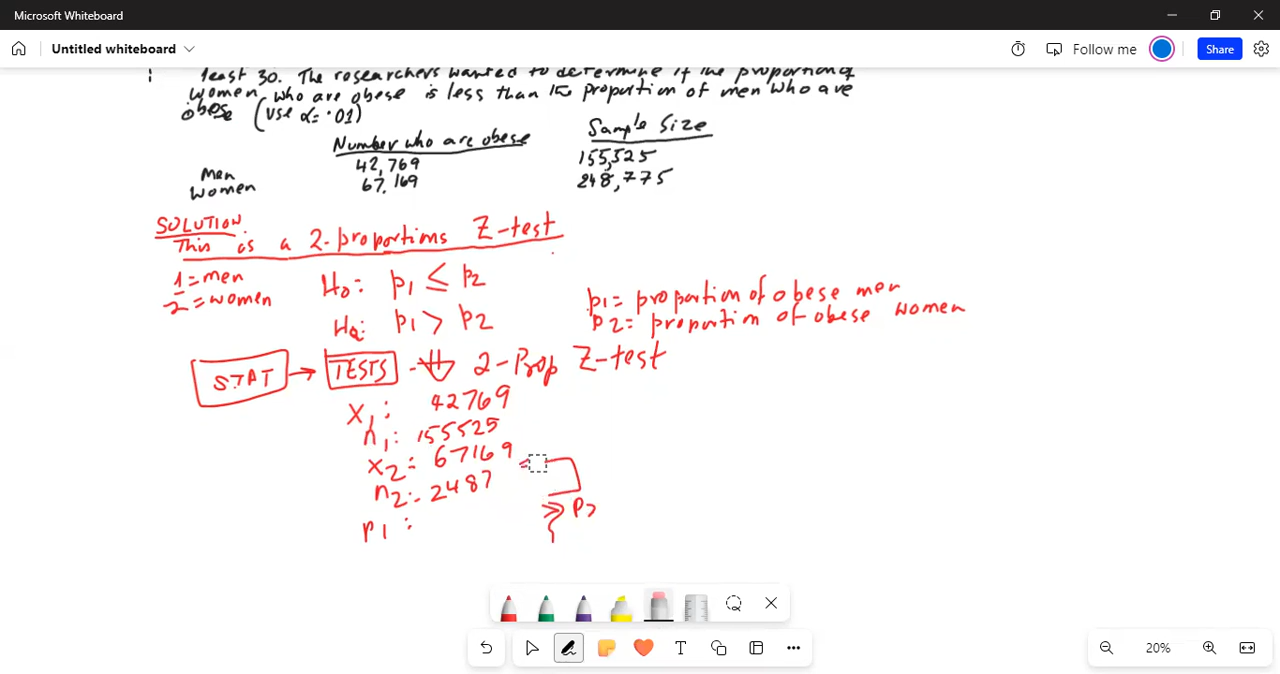 Microsoft Whiteboard
Untitled whiteboard
Follow me
Share
least 30. The researchers wanted to determine if the proportion of
women who are obese is less than the proportion of men who are
obese (use α = .01)
Number who are obese
Sample Size
Men 42,769 155,525
Women 67,169 248,775
SOLUTION
This is a 2-proportions Z-test
1 = men
2 = women
H0: p1 ≤ p2
Ha: p1 > p2
p1 = proportion of obese men
p2 = proportion of obese women
STAT → TESTS 2-Prop Z-test
x1: 42769
n1: 155525
x2: 67169
n2: 2487
p1:
> p2
20%